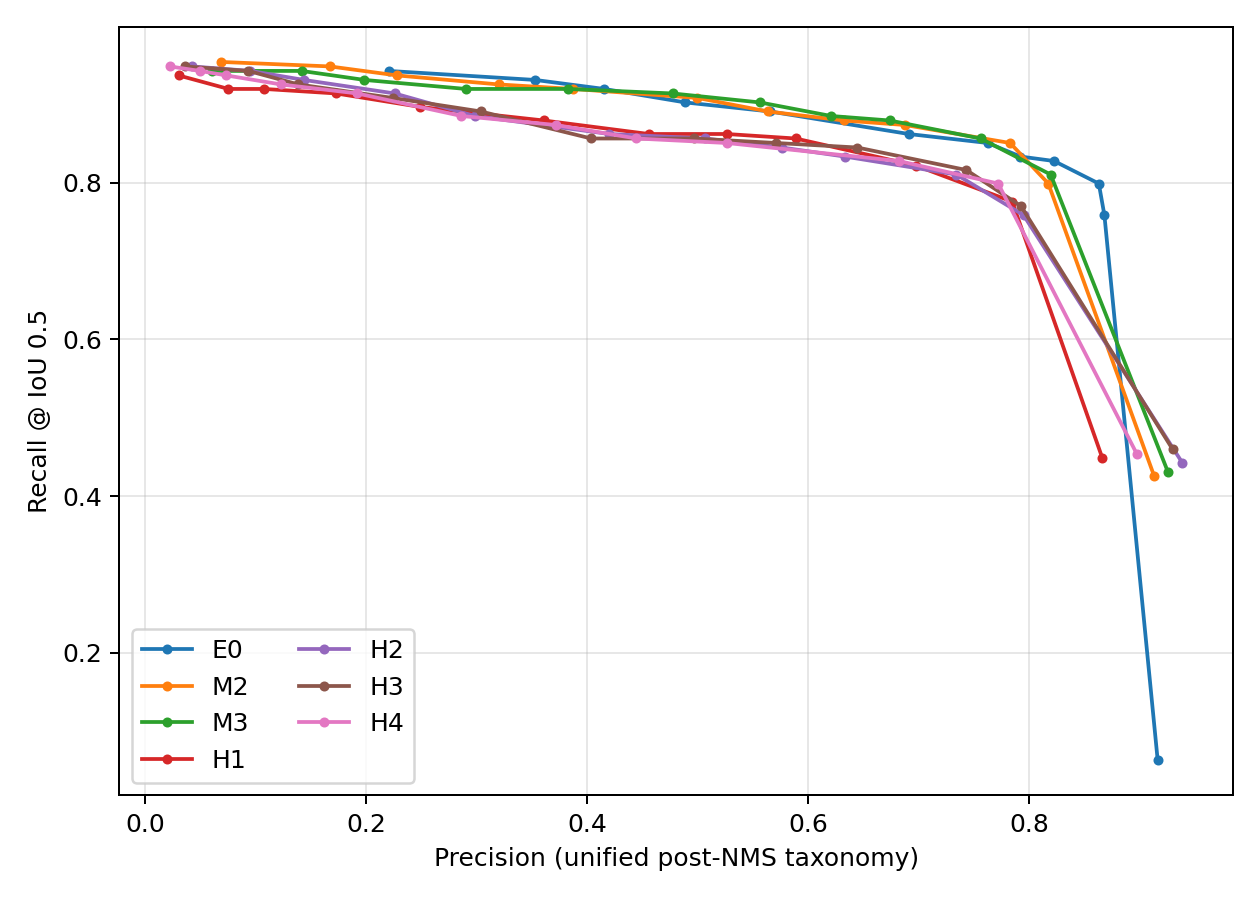 0.8
0.6
0.4
0.2
Recall @ IoU 0.5
E0
M2
M3
H1
H2
H3
H4
0.0 0.2 0.4 0.6 0.8
Precision (unified post-NMS taxonomy)